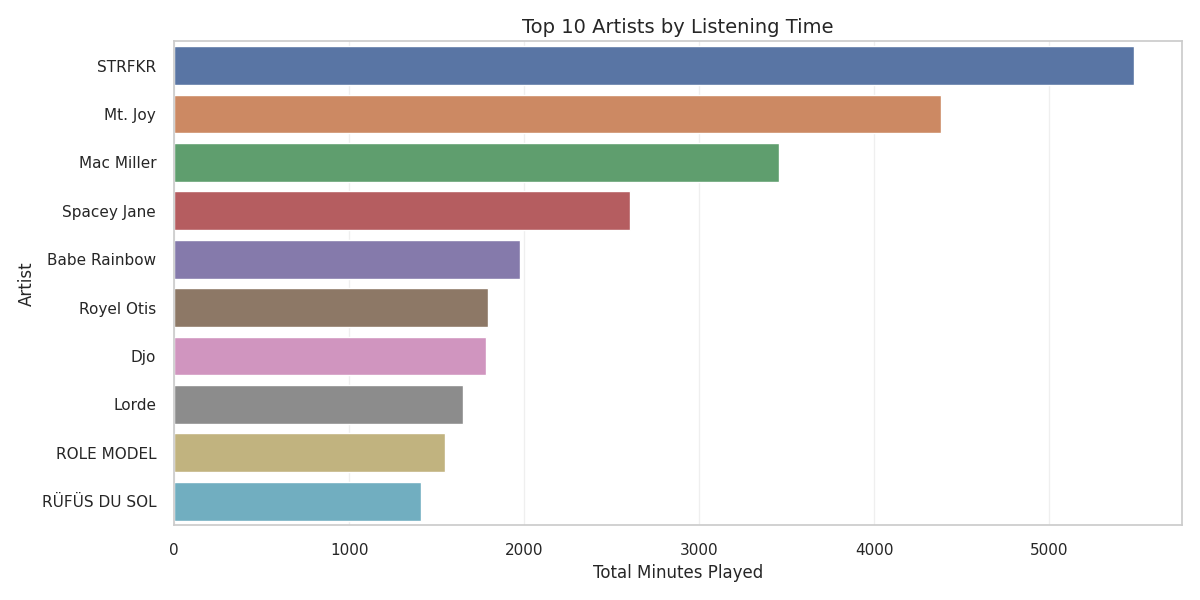 Top 10 Artists by Listening Time
Artist
STRFKR
Mt. Joy
Mac Miller
Spacey Jane
Babe Rainbow
Royel Otis
Djo
Lorde
ROLE MODEL
RÜFÜS DU SOL
0 1000 2000 3000 4000 5000
Total Minutes Played